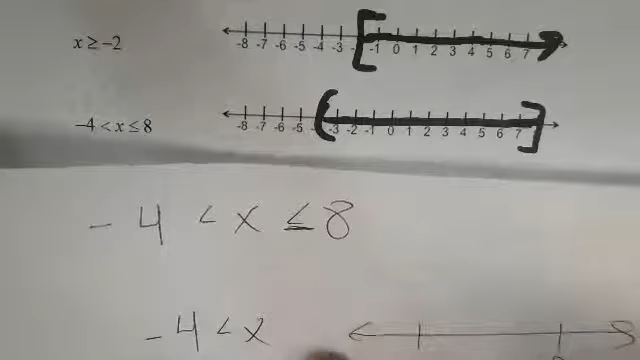 x ≥ −2
-8 -7 -6 -5 -4 -3 -1 0 1 2 3 4 5 6 7
−4 < x ≤ 8
-8 -7 -6 -5 -3 -2 -1 0 1 2 3 4 5 6 7
-4 < x ≤ 8
-4 < x